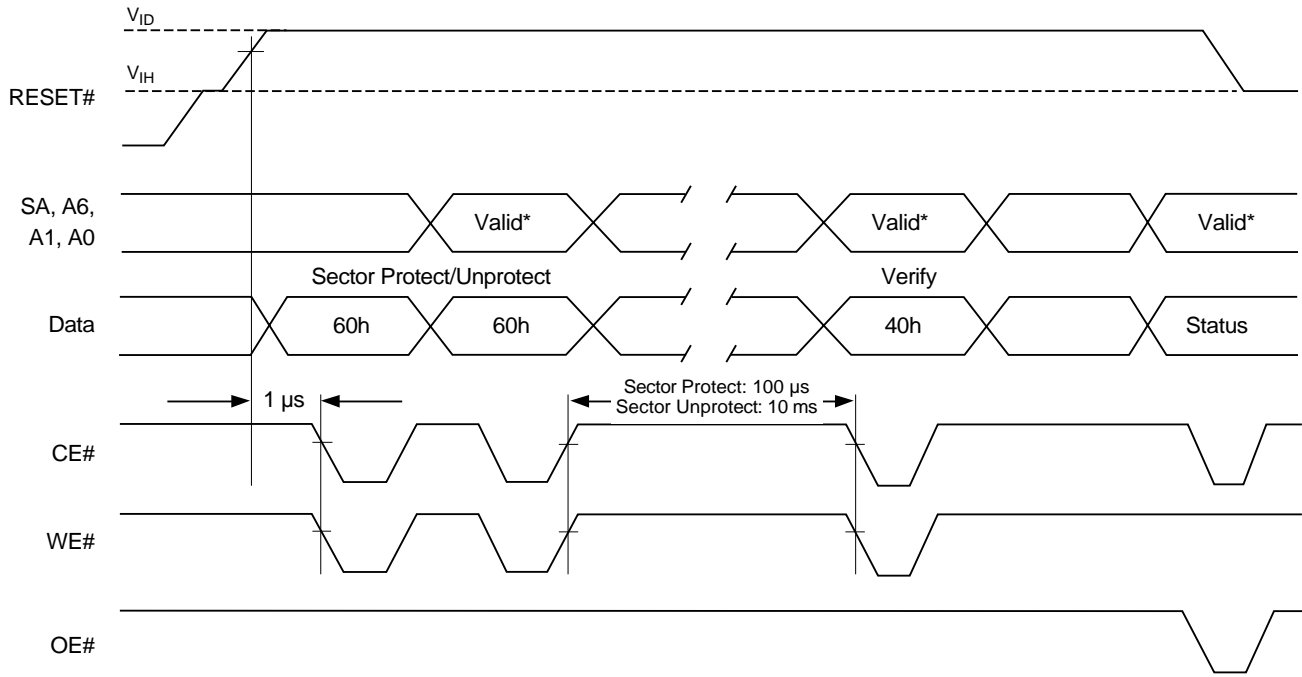 VID
VIH
RESET#
SA, A6,
A1, A0
Valid*
Valid*
Valid*
Sector Protect/Unprotect
Verify
Data
60h
60h
40h
Status
1 µs
Sector Protect: 100 µs
Sector Unprotect: 10 ms
CE#
WE#
OE#